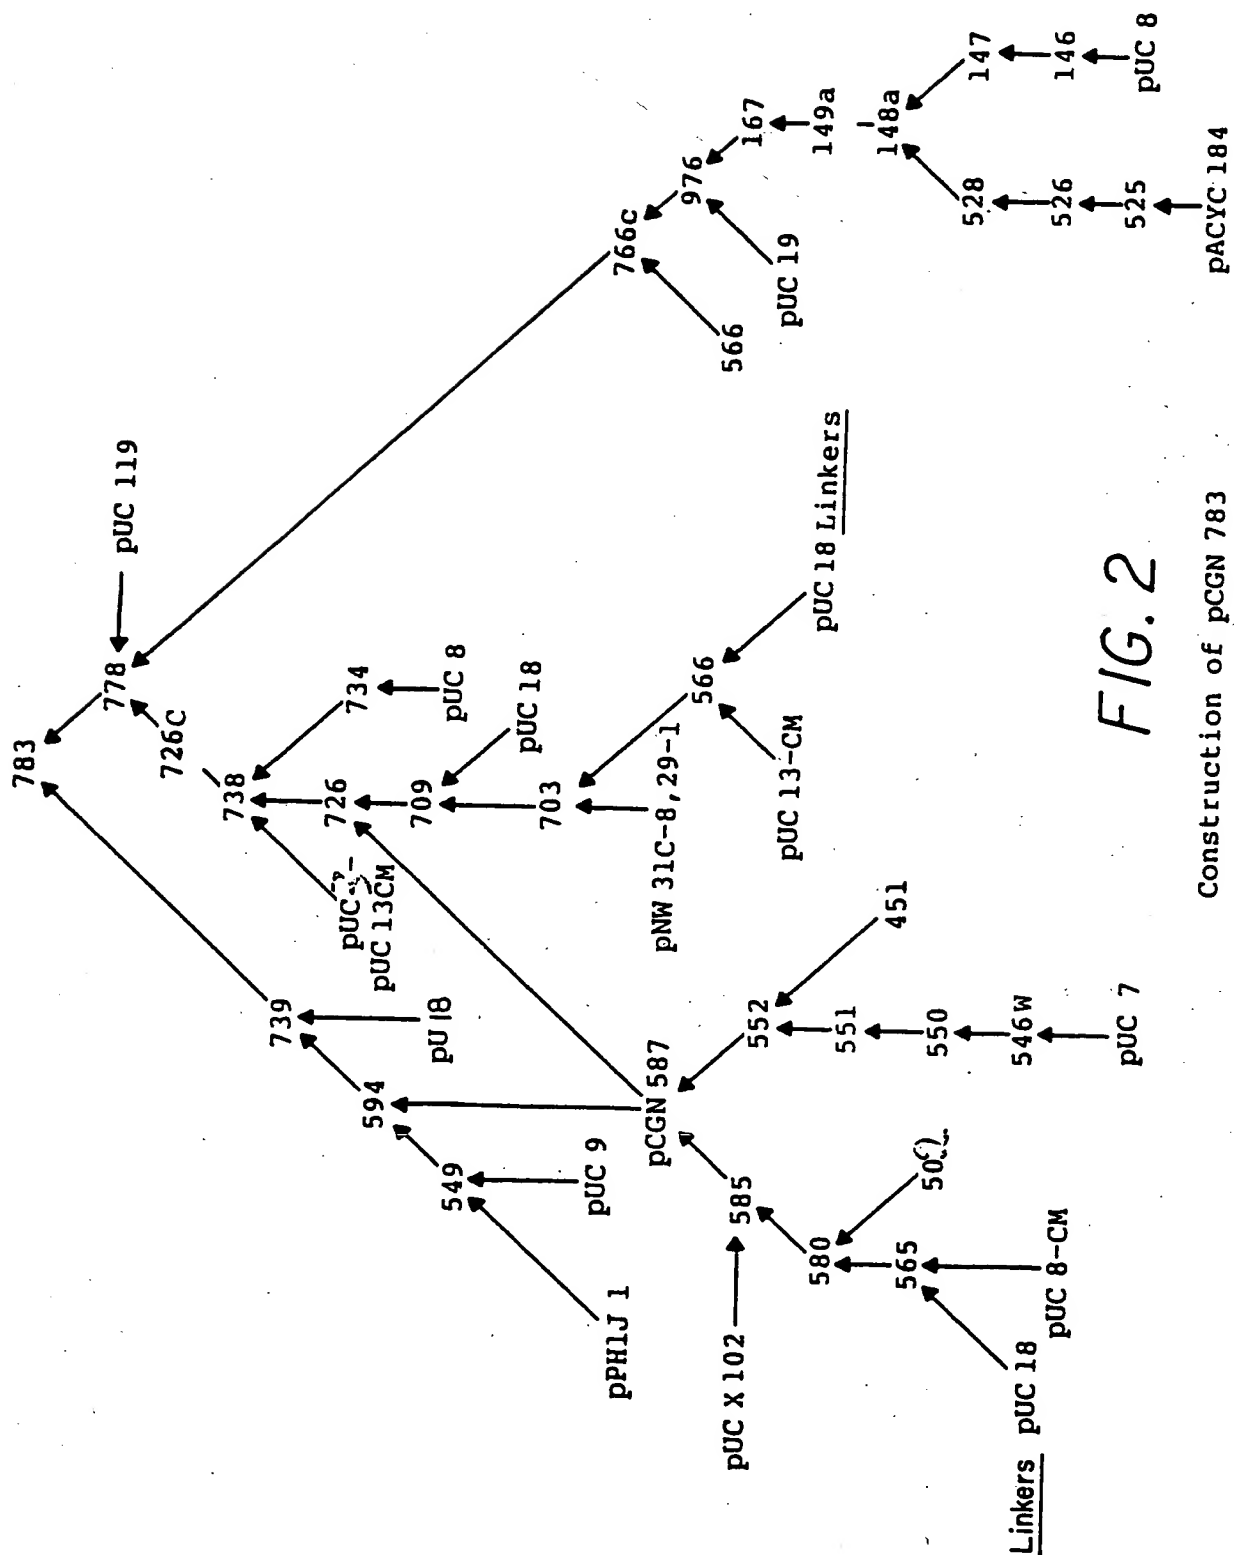 783
778
pUC 119
726C
739
738
734
pU 18
pUC
pUC 13CM
pUC 8
594
726
709
pUC 18
549
pUC 9
703
pPH1J 1
pCGN 587
pNW 31C-8, 29-1
566
pUC 13-CM
pUC 18 Linkers
766c
566
976
pUC 19
167
149a
148a
147
146
pUC 8
528
526
525
pACYC 184
pUC X 102
585
580
565
pUC 8-CM
Linkers pUC 18
552
451
551
550
546W
pUC 7
FIG. 2
Construction of pCGN 783